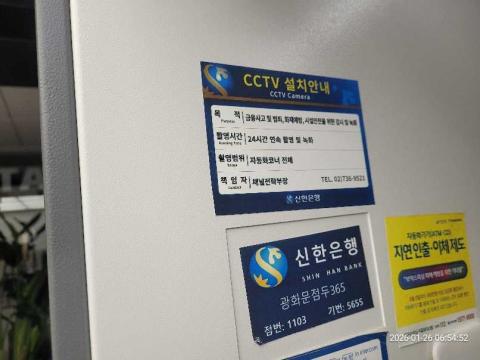 CCTV 설치안내
CCTV Camera
목 적 금융사고 및 범죄, 화재예방, 시설안전을 위한 감시 및 녹화
촬영시간 24시간 연속 촬영 및 녹화
촬영범위 자동화코너 전체
책 임 자 채널전략부장 TEL. 02)736-9521
신한은행
신한은행
SHIN HAN BANK
광화문점두365
점번: 1103 기번: 5655
지연인출·이체 제도
2026-01-26 06:54:52